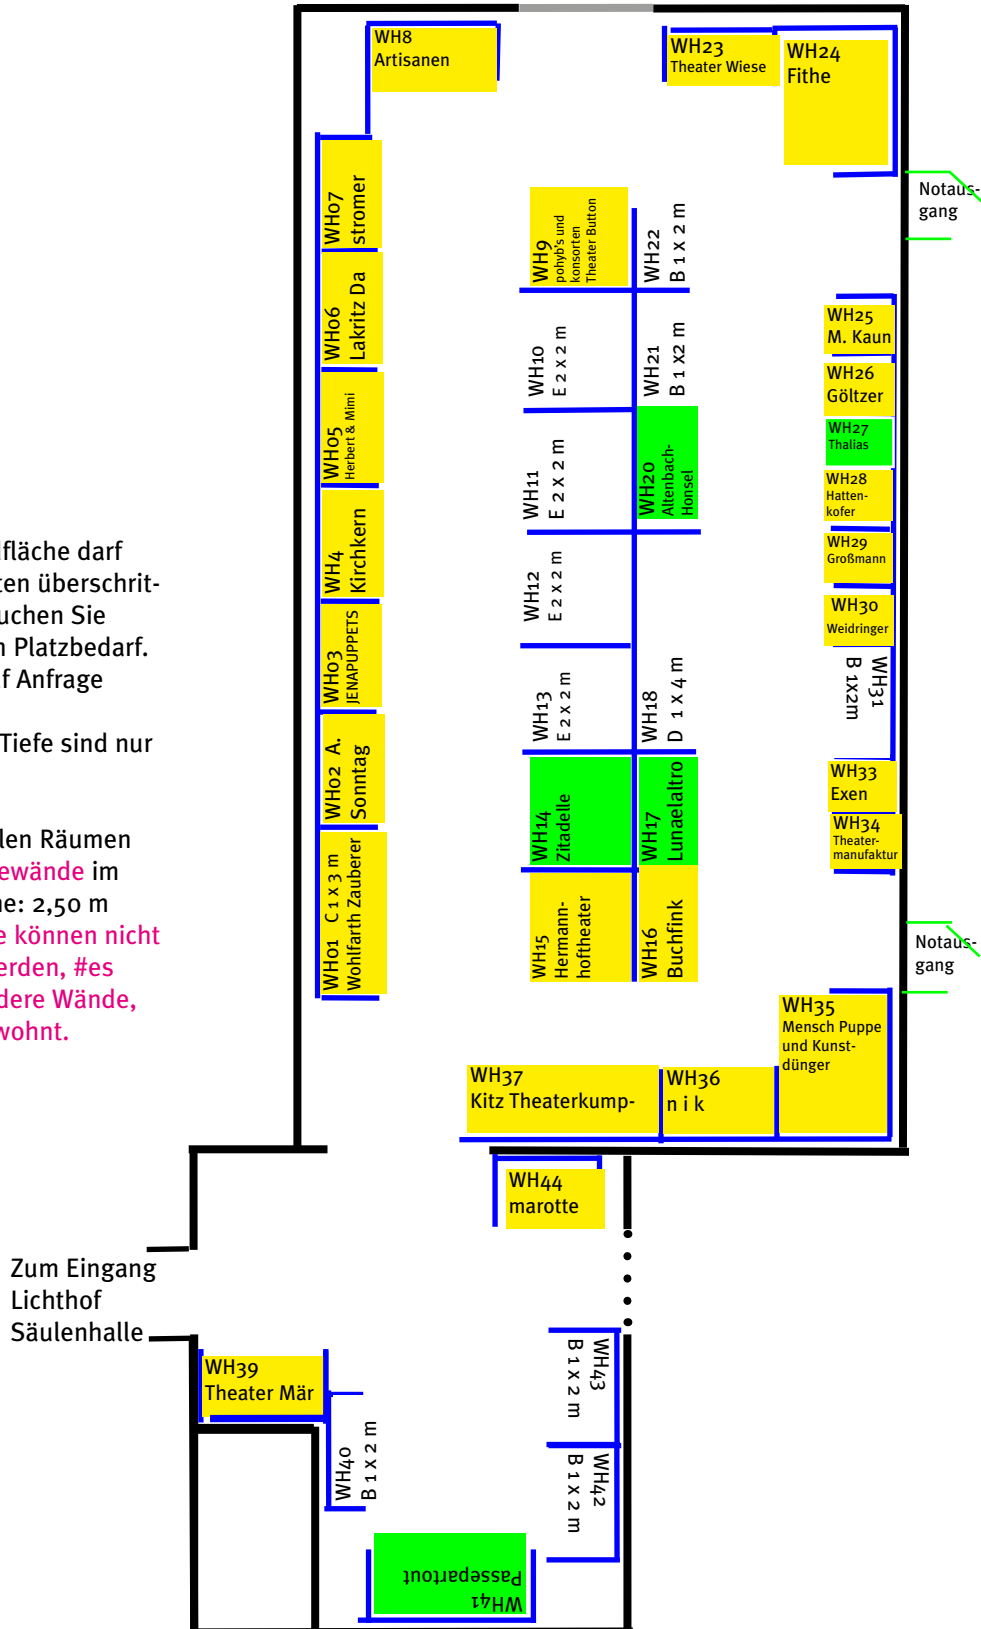 WH8
Artisanen
WH23
Theater Wiese
WH24
Fithe
Notaus-
gang
WH07
stromer
WH06
Lakritz Da
WH05
Herbert & Mimi
WH4
Kirchkern
WH03
JENAPUPPETS
WH02 A.
Sonntag
WH01 C 1 x 3 m
Wohlfarth Zauberer
WH9
pohyb's und
konsorten
Theater Button
WH10
E 2 x 2 m
WH11
E 2 x 2 m
WH12
E 2 x 2 m
WH13
E 2 x 2 m
WH14
Zitadelle
WH15
Hermann-
hoftheater
WH22
B 1 x 2 m
WH21
B 1 x2 m
WH20
Altenbach-
Honsel
WH18
D 1 x 4 m
WH17
Lunaelaltro
WH16
Buchfink
WH25
M. Kaun
WH26
Göltzer
WH27
Thalias
WH28
Hatten-
kofer
WH29
Großmann
WH30
Weidringer
WH31
B 1x2m
WH33
Exen
WH34
Theater-
manufaktur
Notaus-
gang
WH35
Mensch Puppe
und Kunst-
dünger
WH36
n i k
WH37
Kitz Theaterkump-
dfläche darf
ten überschrit-
uchen Sie
n Platzbedarf.
f Anfrage
Tiefe sind nur
len Räumen
ewände im
he: 2,50 m
e können nicht
erden, #es
dere Wände,
wohnt.
WH44
marotte
Zum Eingang
Lichthof
Säulenhalle
WH39
Theater Mär
WH40
B 1 x 2 m
WH43
B 1 x 2 m
WH42
B 1 x 2 m
WH41
Passepartout